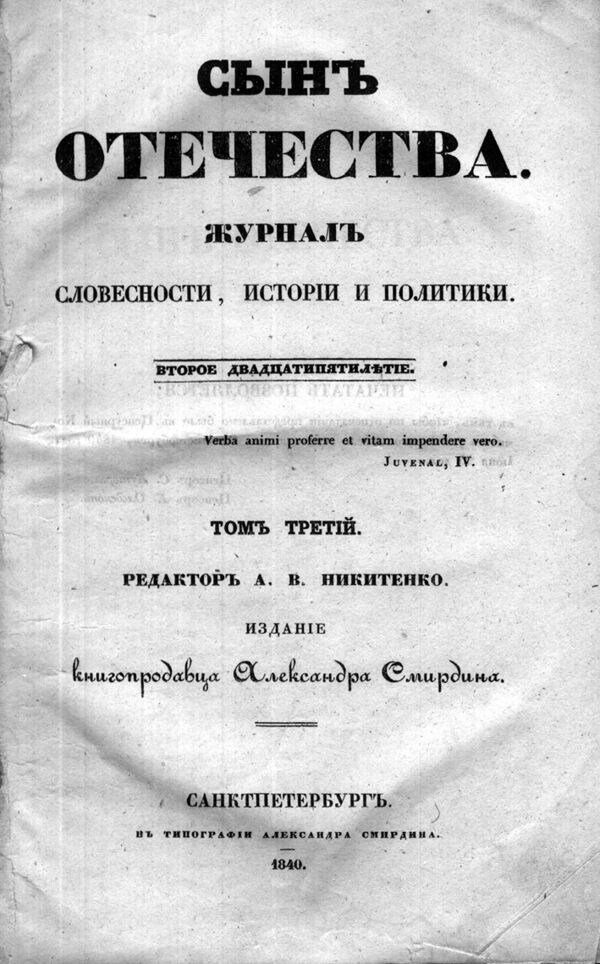 СЫНЪ
ОТЕЧЕСТВА.
ЖУРНАЛЪ
СЛОВЕСНОСТИ, ИСТОРІИ И ПОЛИТИКИ.
ВТОРОЕ ДВАДЦАТИПЯТИЛѢТІЕ.
Verba animi proferre et vitam impendere vero.
JUVENAL, IV.
ТОМЪ ТРЕТІЙ.
РЕДАКТОРЪ А. В. НИКИТЕНКО.
ИЗДАНІЕ
книгопродавца Александра Смирдина.
САНКТПЕТЕРБУРГЪ.
ВЪ ТИПОГРАФІИ АЛЕКСАНДРА СМИРДИНА.
1840.